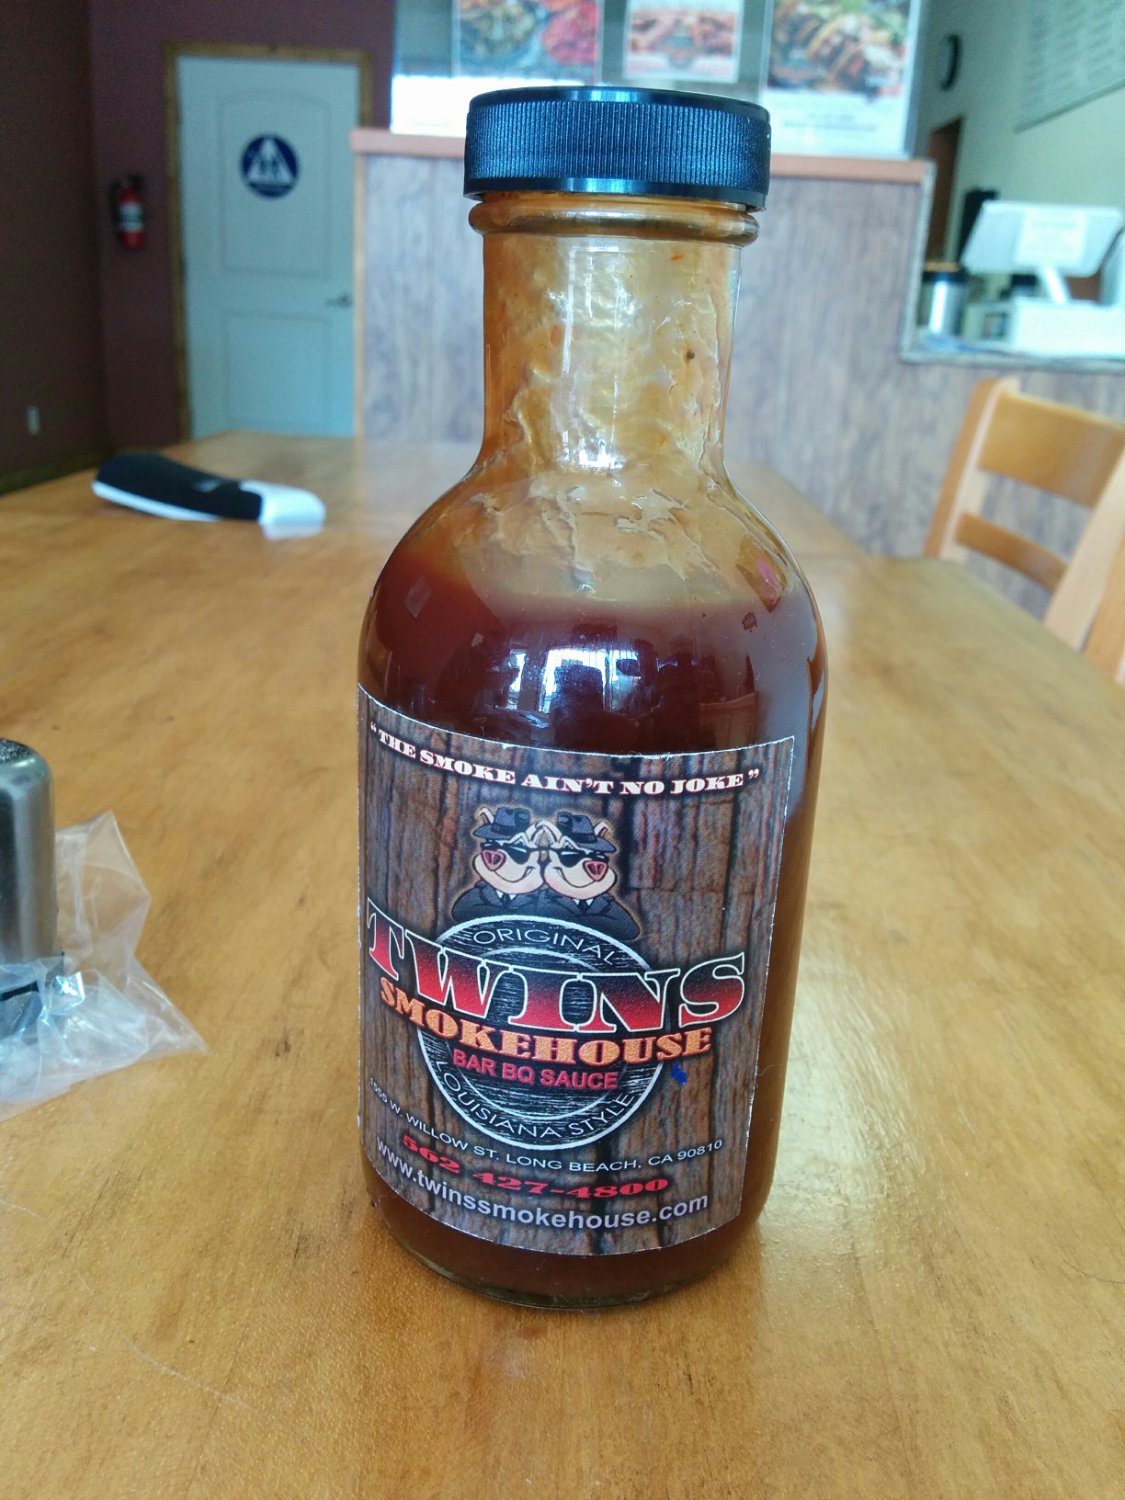 “THE SMOKE AIN'T NO JOKE”
ORIGINAL
TWINS
SMOKEHOUSE
BAR BQ SAUCE
LOUISIANA STYLE
W. WILLOW ST. LONG BEACH, CA 90810
562 427-4800
www.twinssmokehouse.com